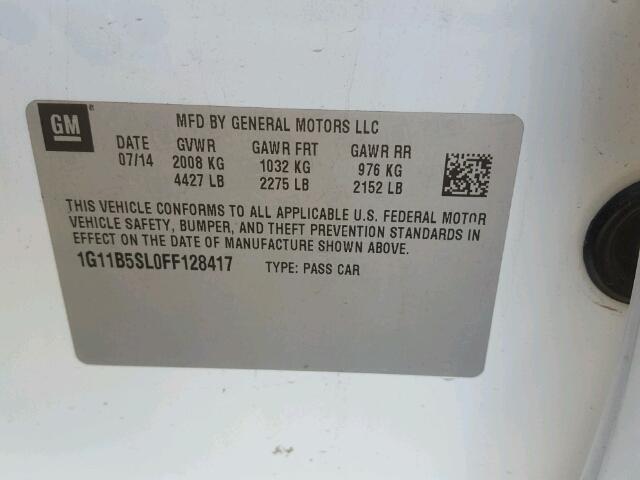 GM ®
MFD BY GENERAL MOTORS LLC
DATE GVWR GAWR FRT GAWR RR
07/14 2008 KG 1032 KG 976 KG
4427 LB 2275 LB 2152 LB
THIS VEHICLE CONFORMS TO ALL APPLICABLE U.S. FEDERAL MOTOR
VEHICLE SAFETY, BUMPER, AND THEFT PREVENTION STANDARDS IN
EFFECT ON THE DATE OF MANUFACTURE SHOWN ABOVE.
1G11B5SL0FF128417 TYPE: PASS CAR